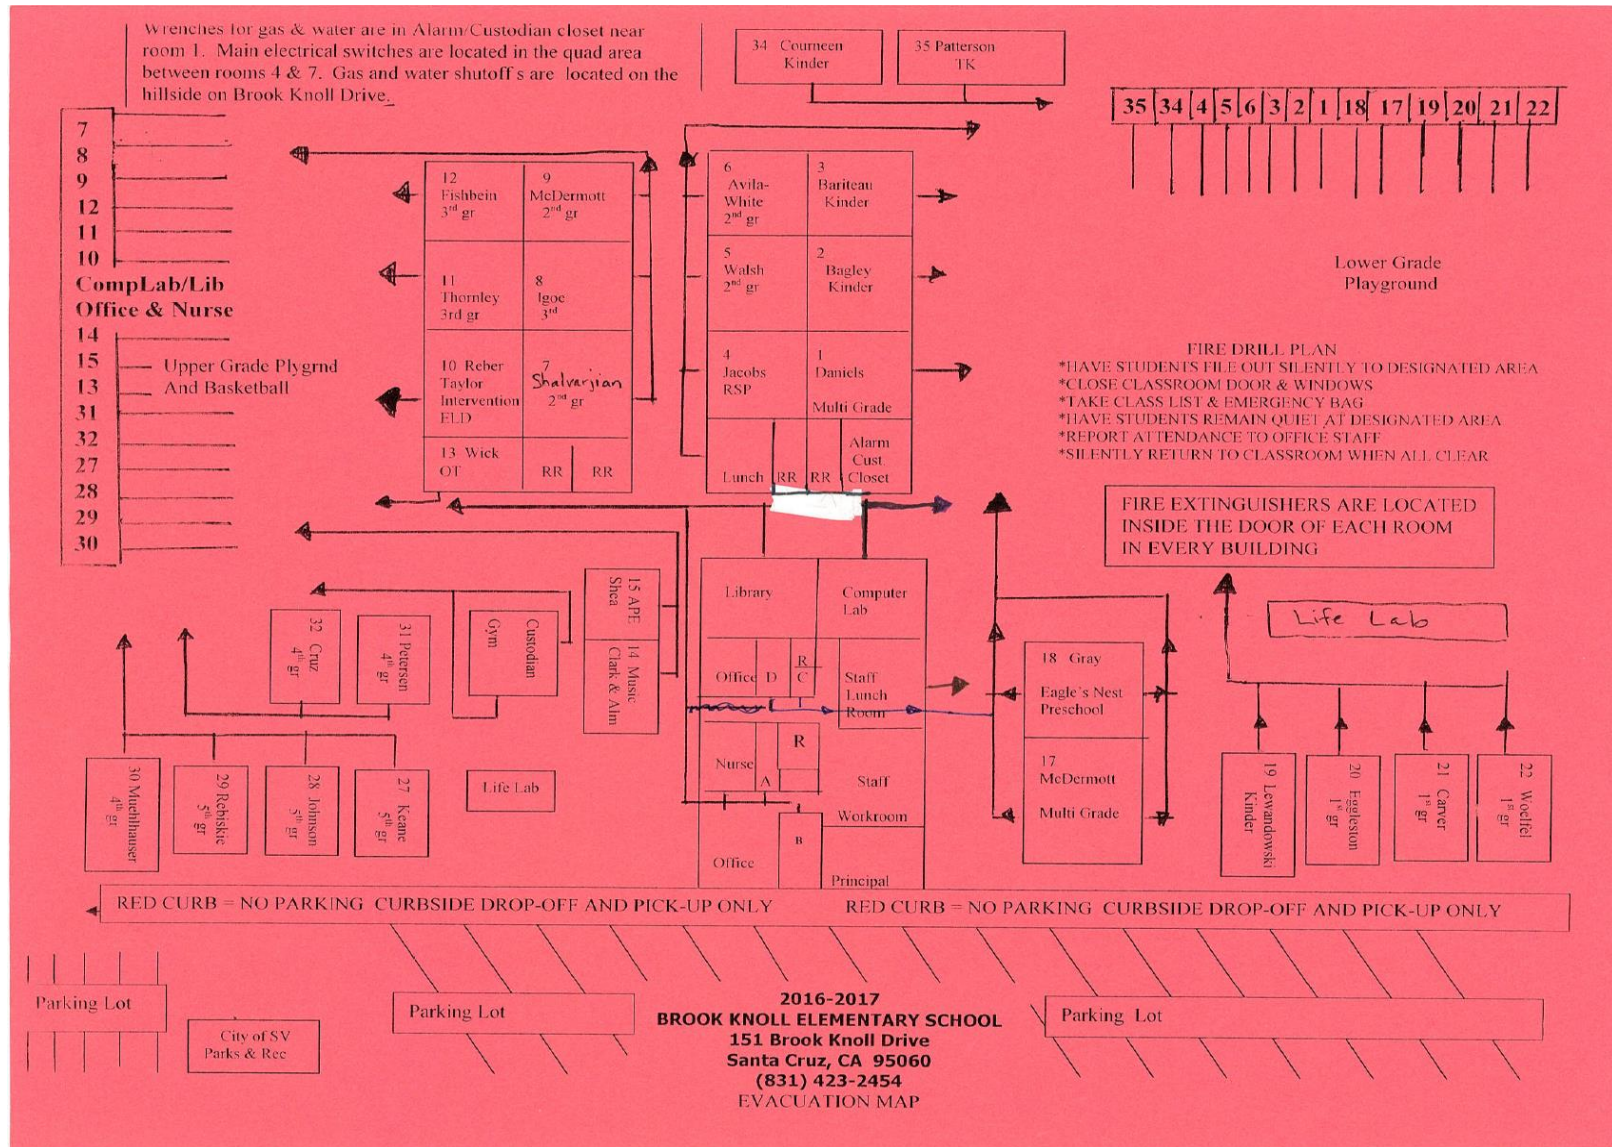 Wrenches for gas & water are in Alarm/Custodian closet near
room 1.  Main electrical switches are located in the quad area
between rooms 4 & 7.  Gas and water shutoff s are  located on the
hillside on Brook Knoll Drive.
34  Courneen
Kinder
35 Patterson
TK
35 34 4 5 6 3 2 1 18 17 19 20 21 22
7
8
9
12
11
10
CompLab/Lib
Office & Nurse
14
15
13
31
32
27
28
29
30
Upper Grade Plygrnd
And Basketball
12
Fishbein
3rd gr
9
McDermott
2nd gr
11
Thornley
3rd gr
8
Igoe
3rd
10 Reber
Taylor
Intervention
ELD
7
Shalvarjian
2nd gr
13 Wick
OT
RR
RR
6
Avila-
White
2nd gr
3
Bariteau
Kinder
5
Walsh
2nd gr
2
Bagley
Kinder
4
Jacobs
RSP
1
Daniels
Multi Grade
Lunch
RR
RR
Alarm
Cust.
Closet
Lower Grade
Playground
FIRE DRILL PLAN
*HAVE STUDENTS FILE OUT SILENTLY TO DESIGNATED AREA
*CLOSE CLASSROOM DOOR & WINDOWS
*TAKE CLASS LIST & EMERGENCY BAG
*HAVE STUDENTS REMAIN QUIET AT DESIGNATED AREA
*REPORT ATTENDANCE TO OFFICE STAFF
*SILENTLY RETURN TO CLASSROOM WHEN ALL CLEAR
FIRE EXTINGUISHERS ARE LOCATED
INSIDE THE DOOR OF EACH ROOM
IN EVERY BUILDING
Library
Computer
Lab
Office
D
R
C
Staff
Lunch
Room
Nurse
A
R
Staff
Workroom
Office
B
Principal
15 APE
Shea
14 Music
Clark & Alm
Custodian
Gym
32 Cruz
4th gr
31 Petersen
4th gr
30 Muehlhauser
4th gr
29 Rebiskie
5th gr
28 Johnson
5th gr
27 Keane
5th gr
Life Lab
18  Gray
Eagle's Nest
Preschool
17
McDermott
Multi Grade
Life Lab
19 Lewandowski
Kinder
20 Eggleston
1st gr
21 Carver
1st gr
22 Woelfel
1st gr
RED CURB = NO PARKING  CURBSIDE DROP-OFF AND PICK-UP ONLY
RED CURB = NO PARKING  CURBSIDE DROP-OFF AND PICK-UP ONLY
Parking Lot
City of SV
Parks & Rec
Parking Lot
Parking  Lot
2016-2017
BROOK KNOLL ELEMENTARY SCHOOL
151 Brook Knoll Drive
Santa Cruz, CA  95060
(831) 423-2454
EVACUATION MAP